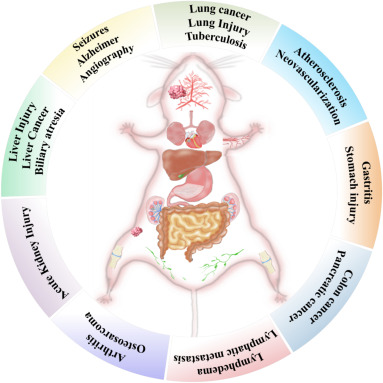 Lung cancer
Lung Injury
Tuberculosis
Atherosclerosis
Neovascularization
Gastritis
Stomach injury
Colon cancer
Pancreatic cancer
Lymphedema
Lymphatic metastasis
Arthritis
Osteosarcoma
Acute Kidney Injury
Liver Injury
Liver Cancer
Biliary atresia
Seizures
Alzheimer
Angiography